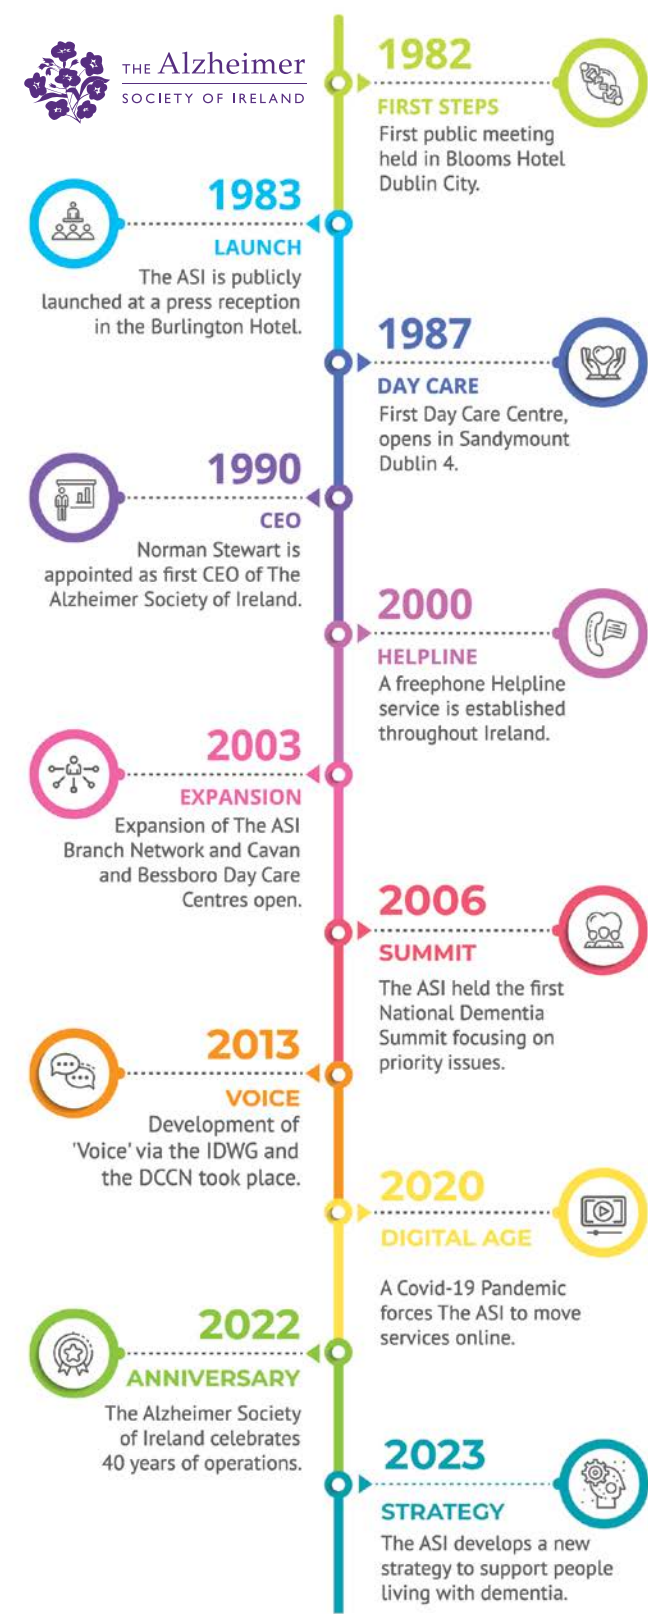 THE Alzheimer
SOCIETY OF IRELAND
1982
FIRST STEPS
First public meeting
held in Blooms Hotel
Dublin City.
1983
LAUNCH
The ASI is publicly
launched at a press reception
in the Burlington Hotel.
1987
DAY CARE
First Day Care Centre,
opens in Sandymount
Dublin 4.
1990
CEO
Norman Stewart is
appointed as first CEO of The
Alzheimer Society of Ireland.
2000
HELPLINE
A freephone Helpline
service is established
throughout Ireland.
2003
EXPANSION
Expansion of The ASI
Branch Network and Cavan
and Bessboro Day Care
Centres open.
2006
SUMMIT
The ASI held the first
National Dementia
Summit focusing on
priority issues.
2013
VOICE
Development of
'Voice' via the IDWG and
the DCCN took place.
2020
DIGITAL AGE
A Covid-19 Pandemic
forces The ASI to move
services online.
2022
ANNIVERSARY
The Alzheimer Society
of Ireland celebrates
40 years of operations.
2023
STRATEGY
The ASI develops a new
strategy to support people
living with dementia.